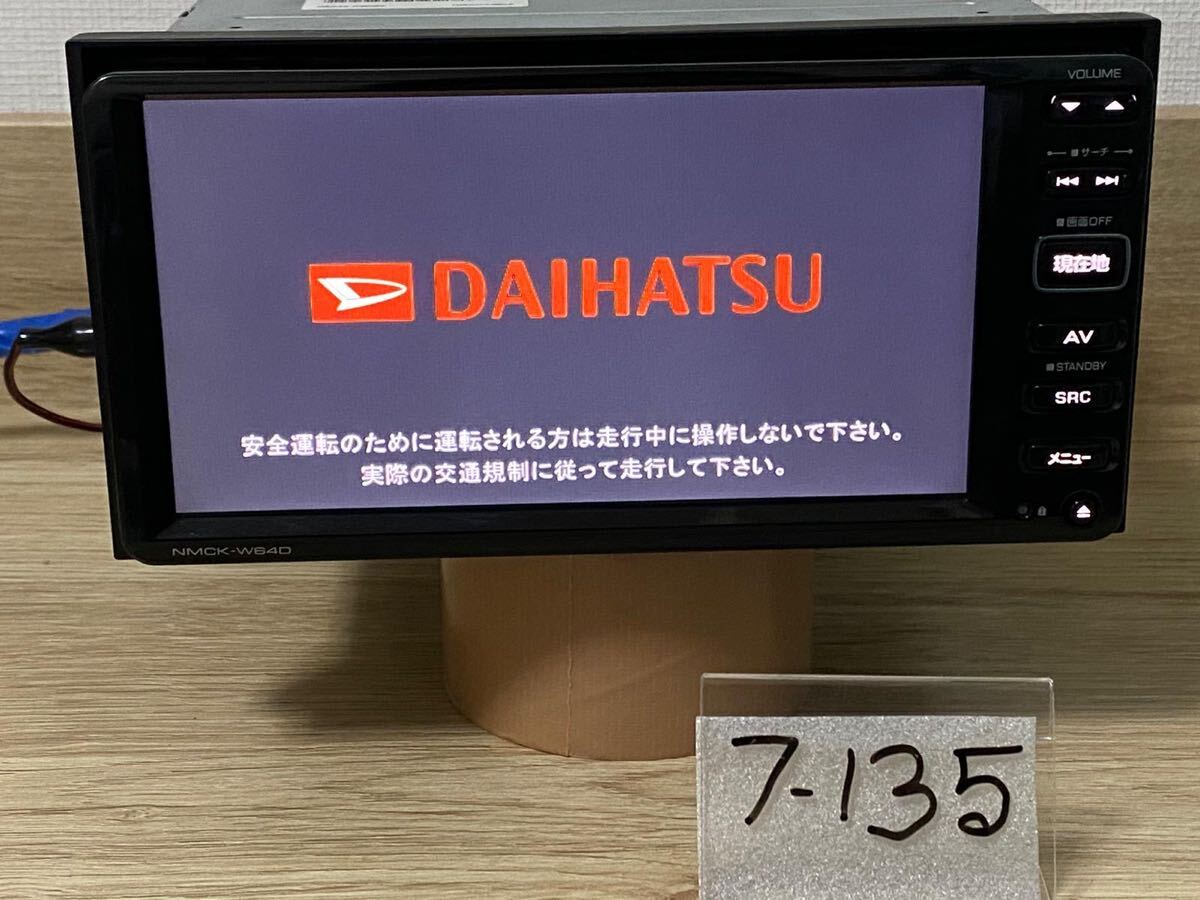 VOLUME
サーチ
画面OFF
現在地
AV
STANDBY
SRC
メニュー
DAIHATSU
安全運転のために運転される方は走行中に操作しないで下さい。
実際の交通規制に従って走行して下さい。
NMCK-W64D
7-135